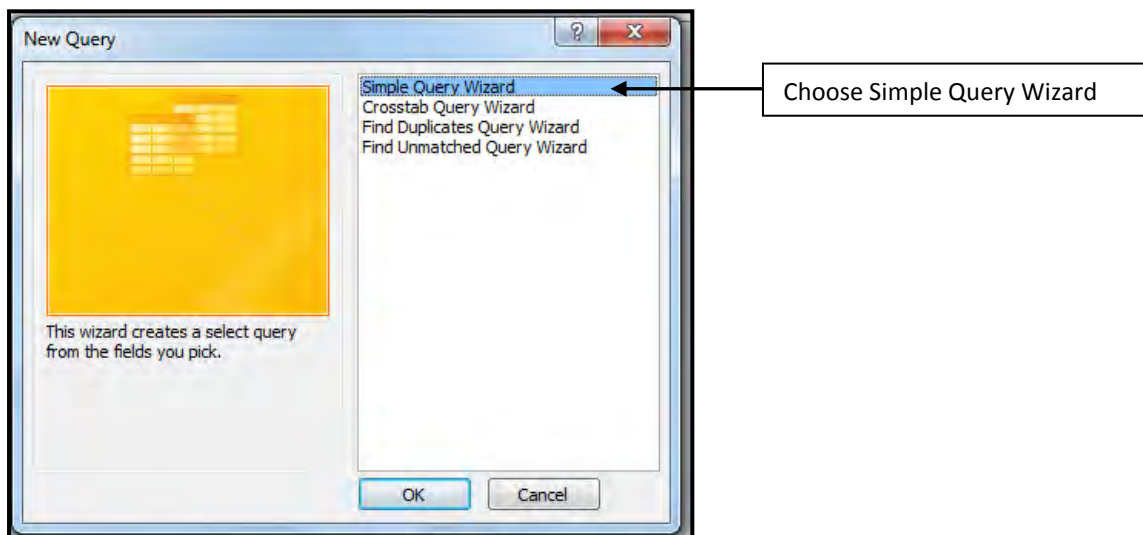 New Query
Simple Query Wizard
Choose Simple Query Wizard
Crosstab Query Wizard
Find Duplicates Query Wizard
Find Unmatched Query Wizard
This wizard creates a select query
from the fields you pick.
OK
Cancel